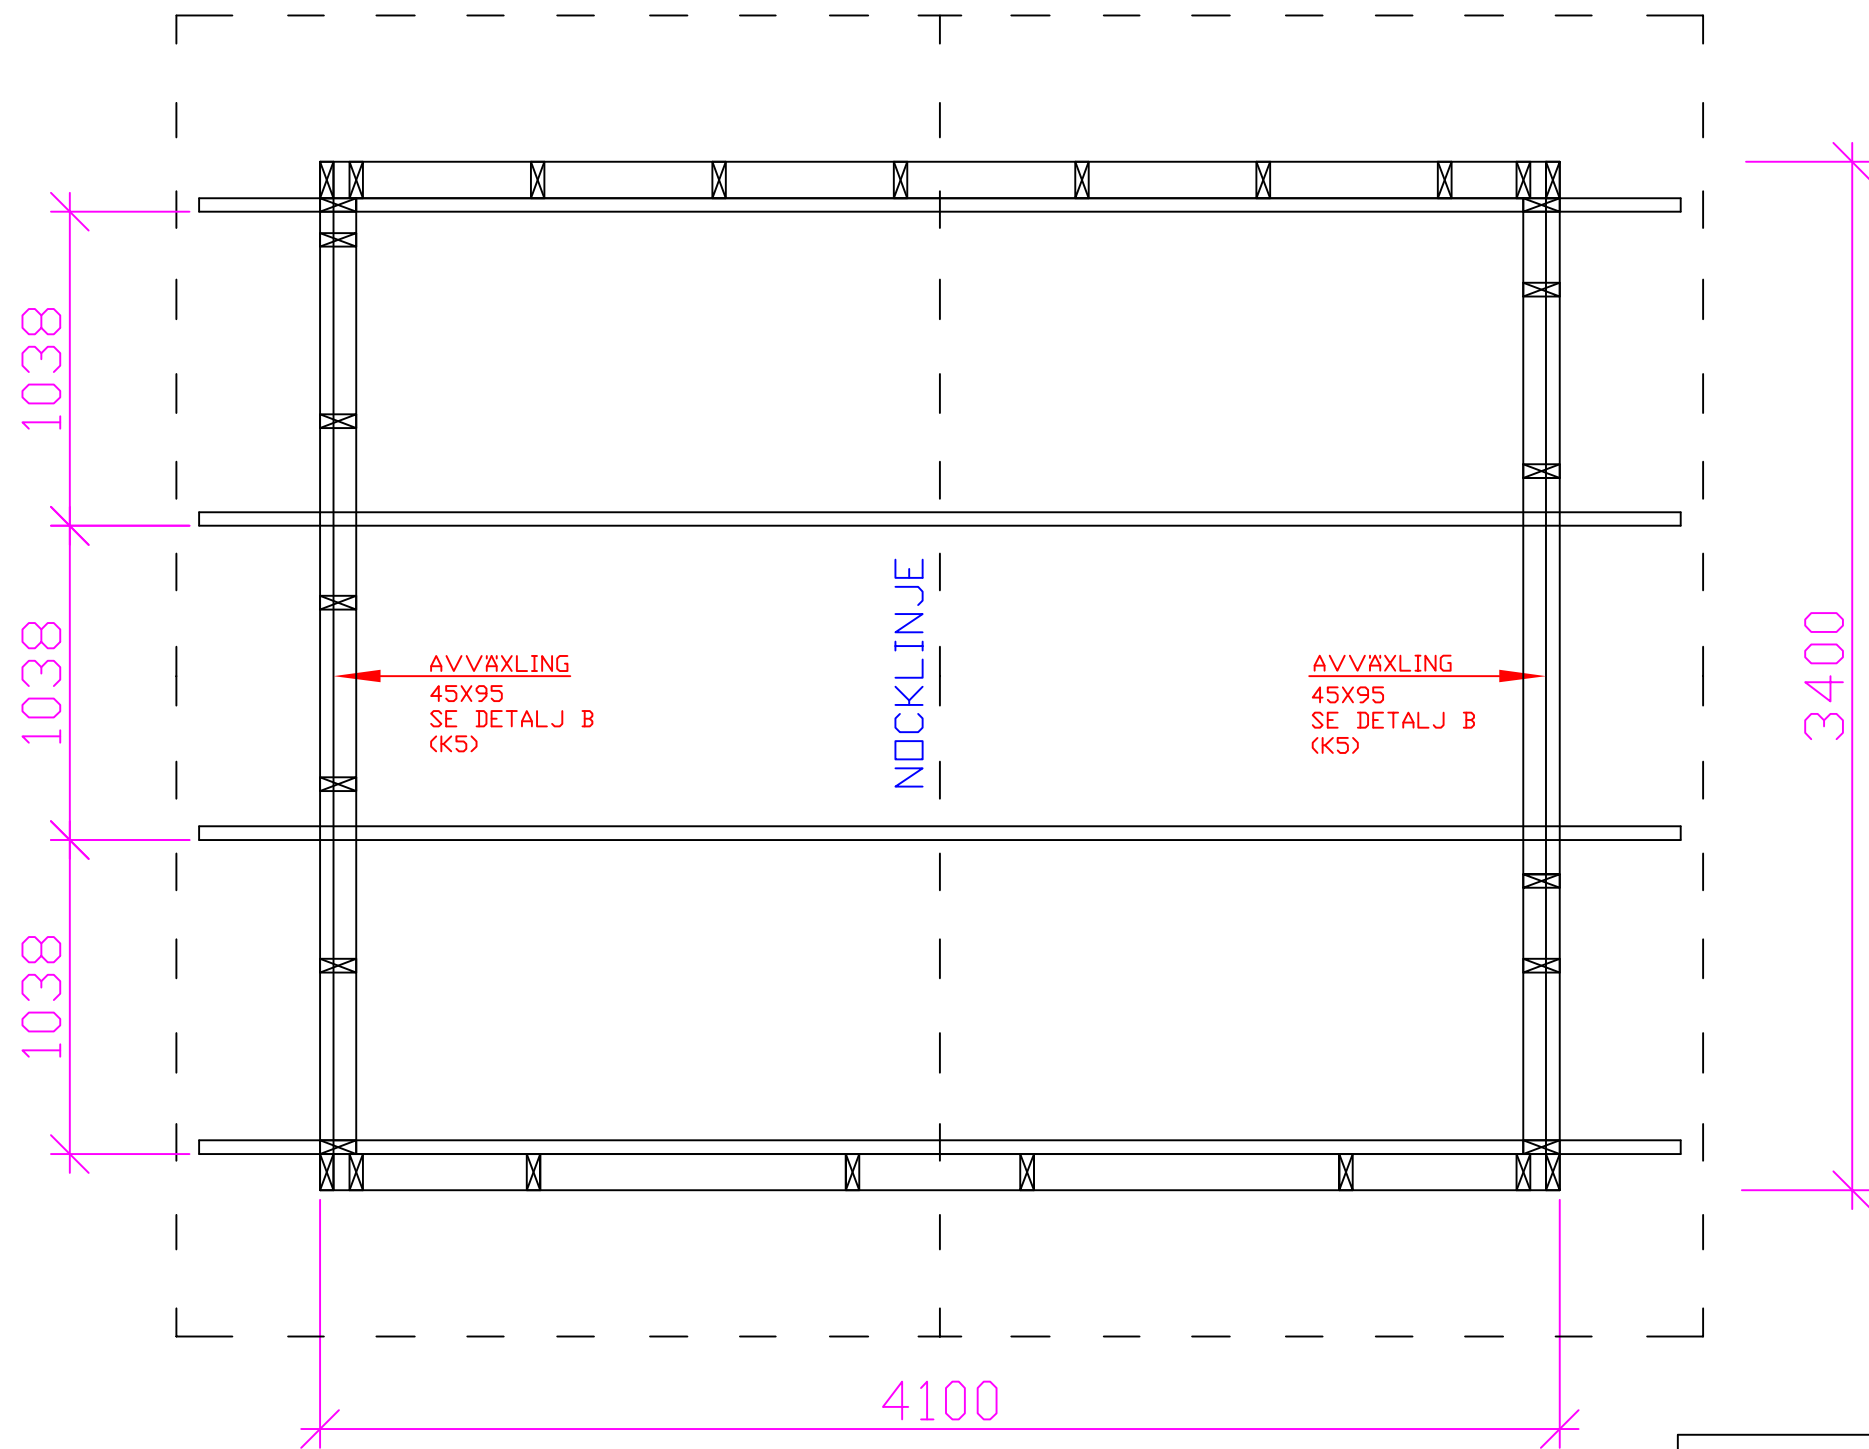 1038
1038
1038
AVVÄXLING
45X95
SE DETALJ B
(K5)
NOCKLINJE
AVVÄXLING
45X95
SE DETALJ B
(K5)
3400
4100